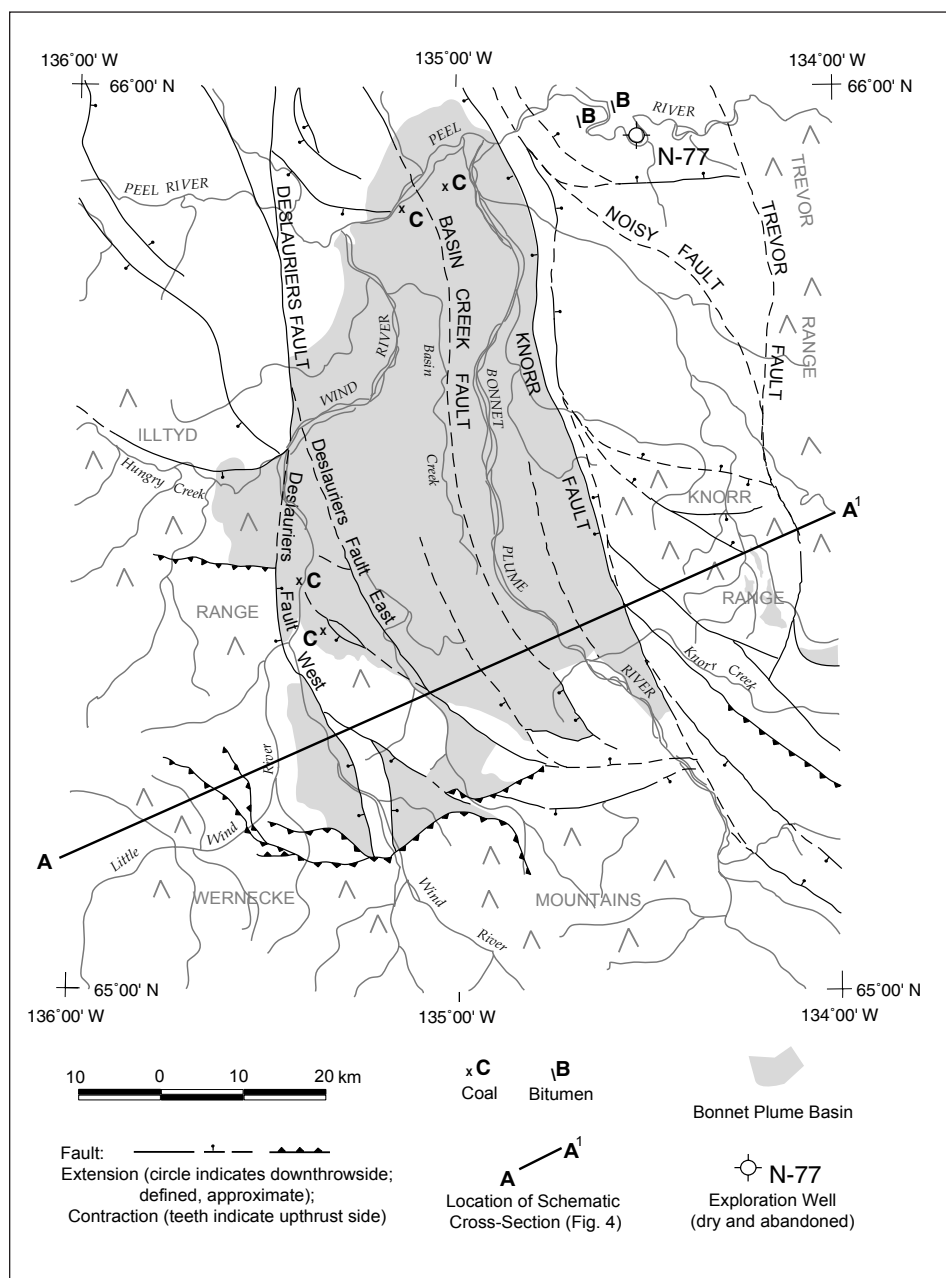 136˚00' W
135˚00' W
134˚00' W
66˚00' N
66˚00' N
B
B
RIVER
N-77
PEEL
PEEL RIVER
C
C
DESLAURIERS FAULT
BASIN CREEK FAULT
NOISY FAULT
TREVOR FAULT
TREVOR RANGE
KNORR FAULT
WIND RIVER
Basin Creek
BONNET PLUME RIVER
ILLTYD RANGE
Hungry Creek
Deslauriers Fault East
Deslauriers Fault West
KNORR RANGE
A1
C
C
Knorr Creek
A
Little Wind River
WERNECKE MOUNTAINS
Wind River
65˚00' N
65˚00' N
136˚00' W
135˚00' W
134˚00' W
10 0 10 20 km
C
Coal
B
Bitumen
Bonnet Plume Basin
Fault:
Extension (circle indicates downthrowside;
defined, approximate);
Contraction (teeth indicate upthrust side)
A A1
Location of Schematic
Cross-Section (Fig. 4)
N-77
Exploration Well
(dry and abandoned)